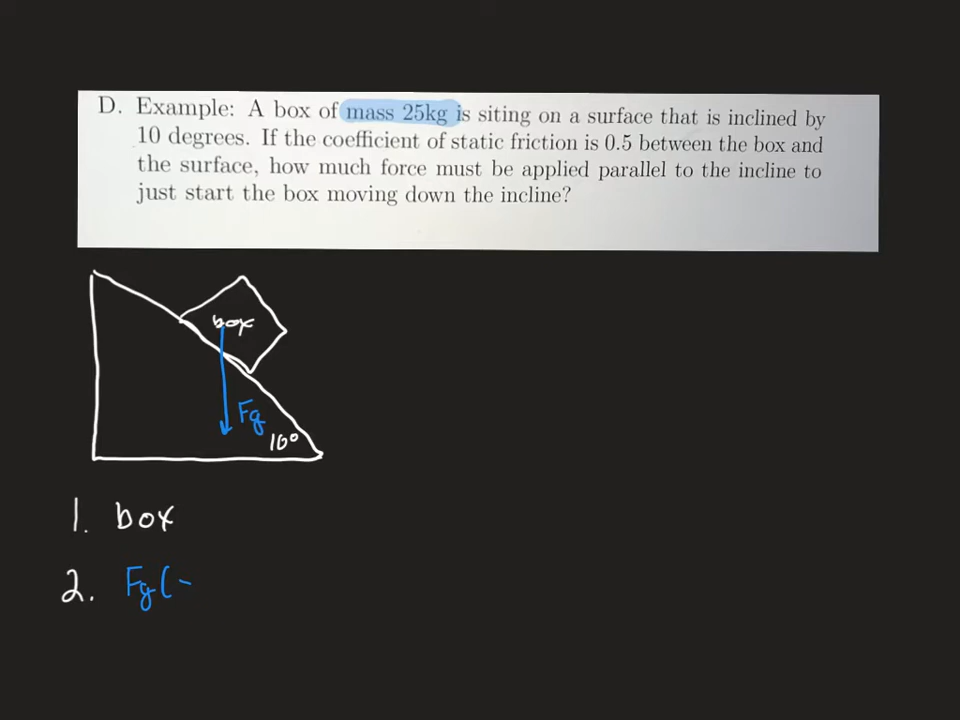 D. Example: A box of mass 25kg is siting on a surface that is inclined by
10 degrees. If the coefficient of static friction is 0.5 between the box and
the surface, how much force must be applied parallel to the incline to
just start the box moving down the incline?
box
Fg
10°
1. box
2. Fg(-